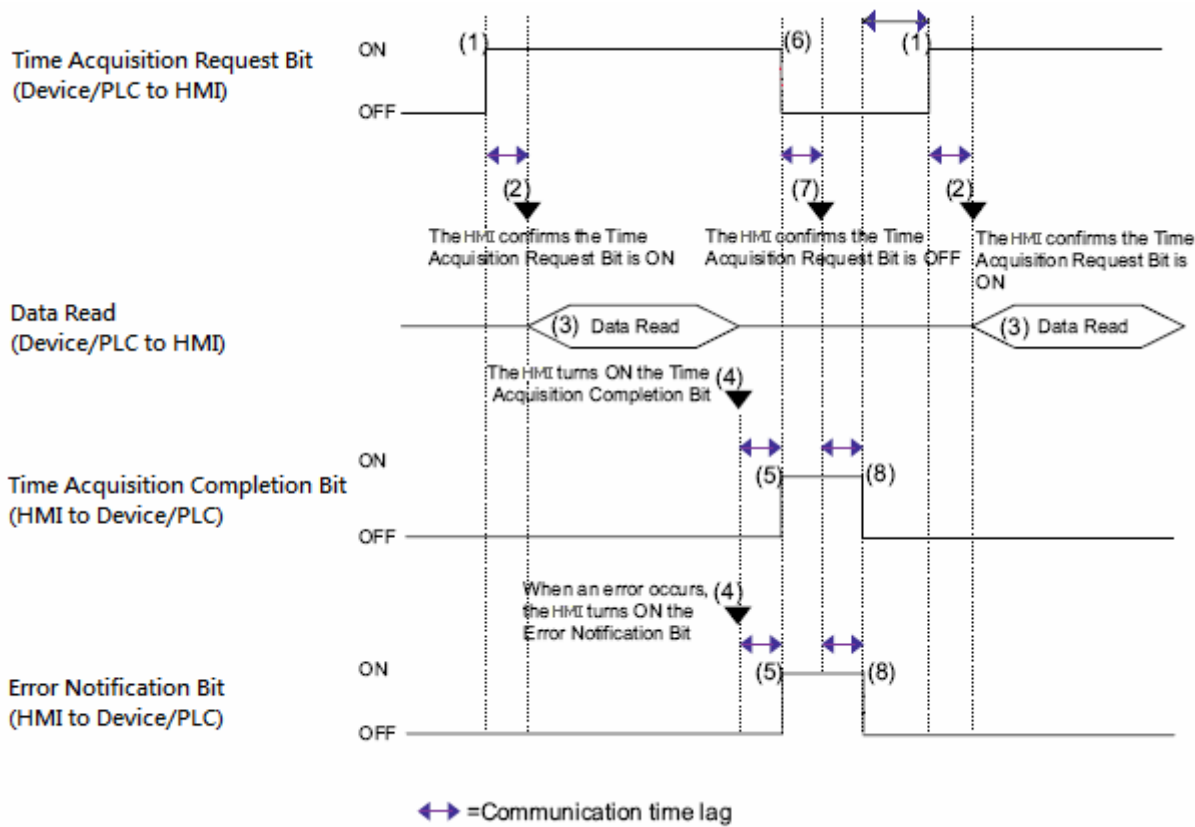 Time Acquisition Request Bit
(Device/PLC to HMI)
ON
OFF
(1)
(6)
(1)
(2)
(7)
(2)
The HMI confirms the Time
Acquisition Request Bit is ON
The HMI confirms the Time
Acquisition Request Bit is OFF
The HMI confirms the Time
Acquisition Request Bit is
ON
Data Read
(Device/PLC to HMI)
(3) Data Read
(3) Data Read
The HMI turns ON the Time
Acquisition Completion Bit
(4)
Time Acquisition Completion Bit
(HMI to Device/PLC)
ON
OFF
(5)
(8)
When an error occurs,
the HMI turns ON the
Error Notification Bit
(4)
Error Notification Bit
(HMI to Device/PLC)
ON
OFF
(5)
(8)
=Communication time lag